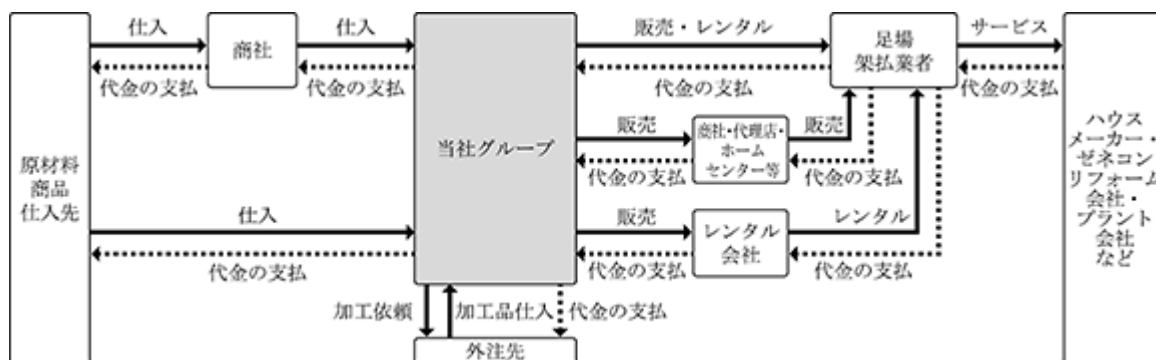 仕入
仕入
販売・レンタル
サービス
商社
足場
架払業者
代金の支払
代金の支払
代金の支払
代金の支払
販売
商社・代理店・
ホーム
センター等
販売
代金の支払
代金の支払
当社グループ
原材料
商品
仕入先
ハウス
メーカー・
ゼネコン
リフォーム
会社・
プラント
会社
など
仕入
販売
レンタル
会社
レンタル
代金の支払
代金の支払
代金の支払
加工依頼
加工品仕入
代金の支払
外注先